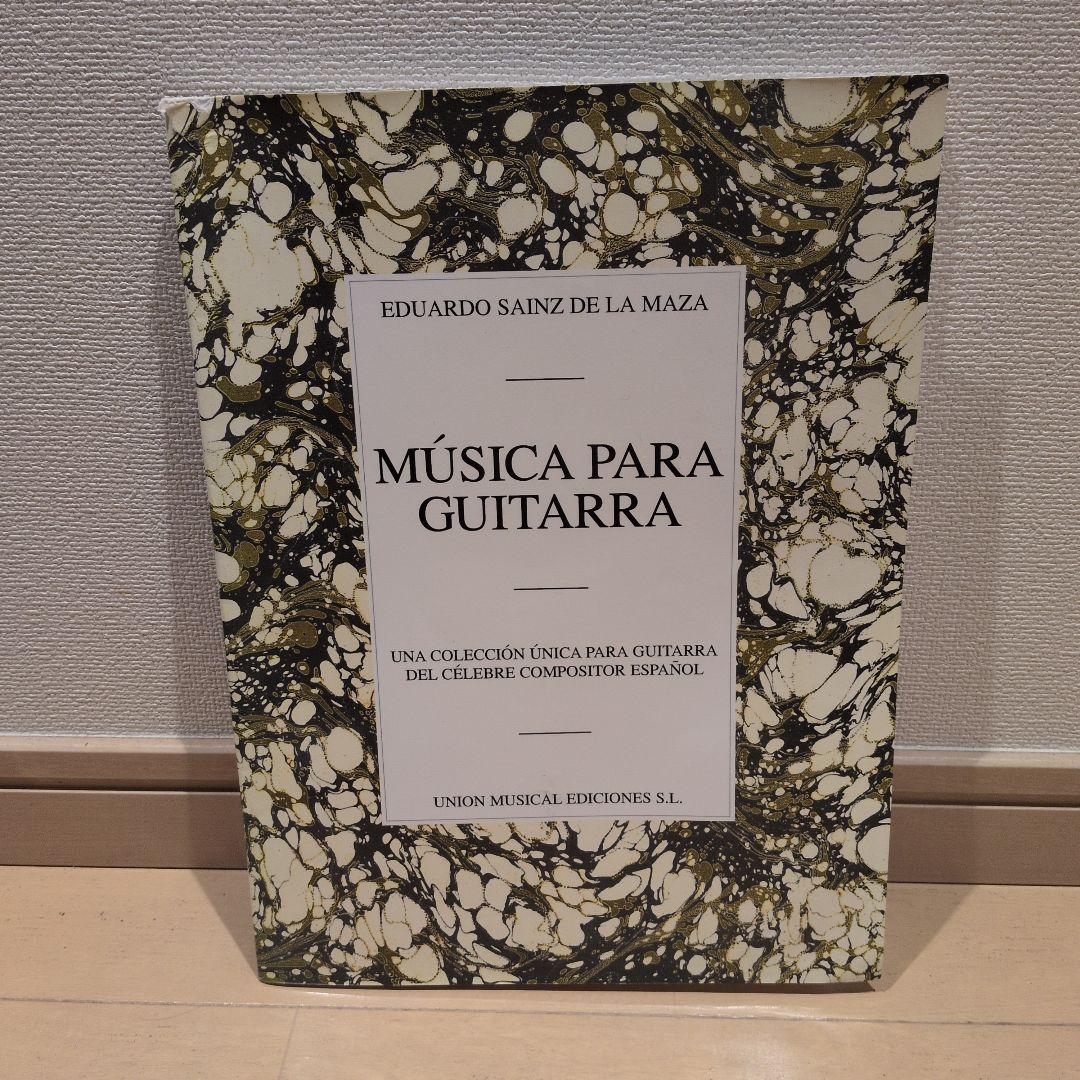 EDUARDO SAINZ DE LA MAZA
MÚSICA PARA
GUITARRA
UNA COLECCIÓN ÚNICA PARA GUITARRA
DEL CÉLEBRE COMPOSITOR ESPAÑOL
UNION MUSICAL EDICIONES S.L.